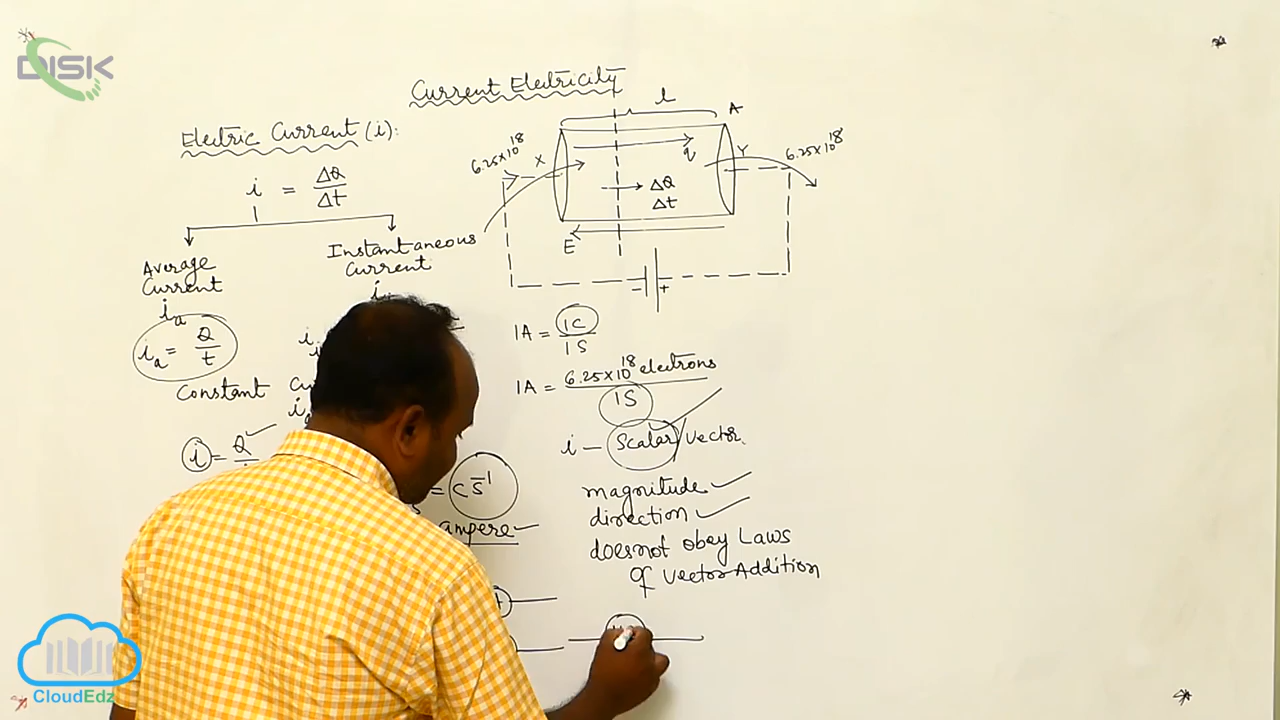 DISK
Current Electricity
Electric Current (i):
i = ΔQ
Δt
Average
Current
i_a
i_a = Q
t
Constant
i = Q
Instantaneous
Current
l
A
6.25×10^18
X
q
Y
6.25×10^18
ΔQ
Δt
E
- +
1A = 1C
1S
1A = 6.25×10^18 electrons
1S
i – Scalar/Vector.
magnitude
direction
doesnot obey Laws
of Vector Addition
= C S^-1
ampere
CloudEdz